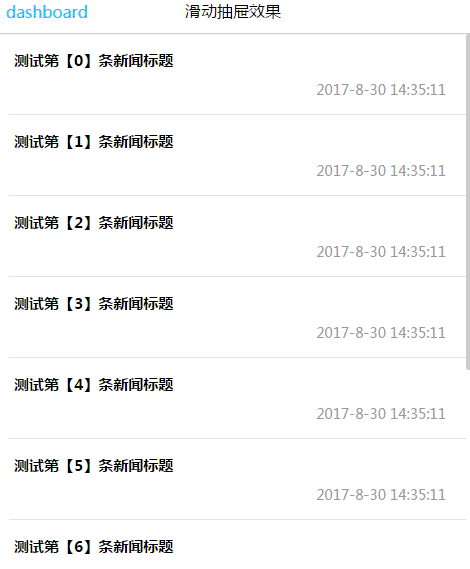 dashboard 滑动抽屉效果
测试第【0】条新闻标题
2017-8-30 14:35:11
测试第【1】条新闻标题
2017-8-30 14:35:11
测试第【2】条新闻标题
2017-8-30 14:35:11
测试第【3】条新闻标题
2017-8-30 14:35:11
测试第【4】条新闻标题
2017-8-30 14:35:11
测试第【5】条新闻标题
2017-8-30 14:35:11
测试第【6】条新闻标题